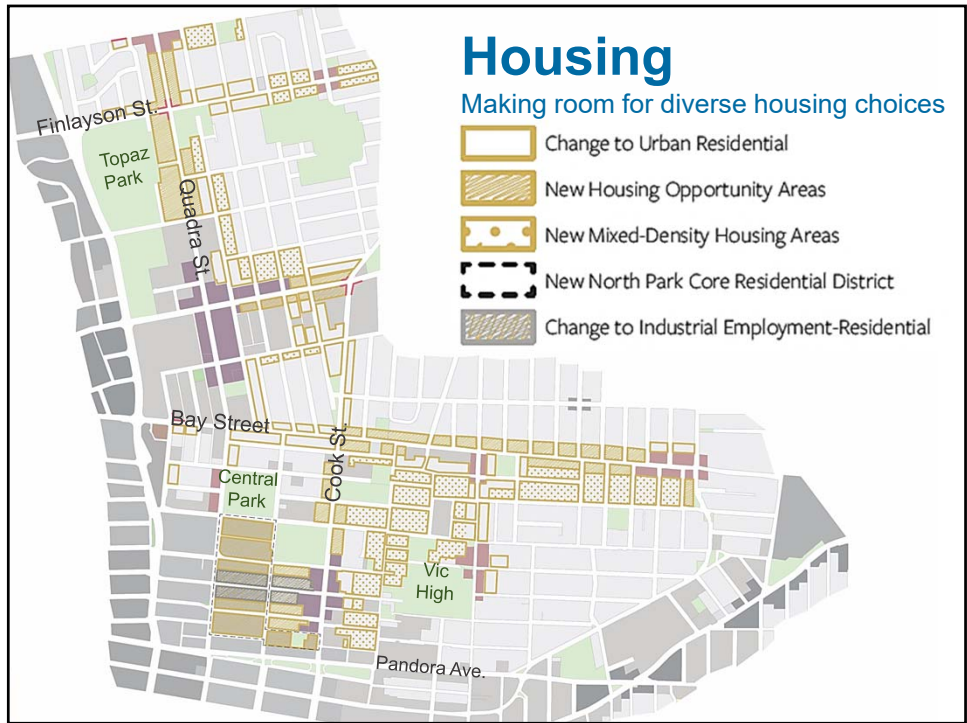 Housing
Making room for diverse housing choices
Change to Urban Residential
New Housing Opportunity Areas
New Mixed-Density Housing Areas
New North Park Core Residential District
Change to Industrial Employment-Residential
Finlayson St.
Topaz
Park
Quadra St.
Bay Street
Cook St.
Central
Park
Vic
High
Pandora Ave.